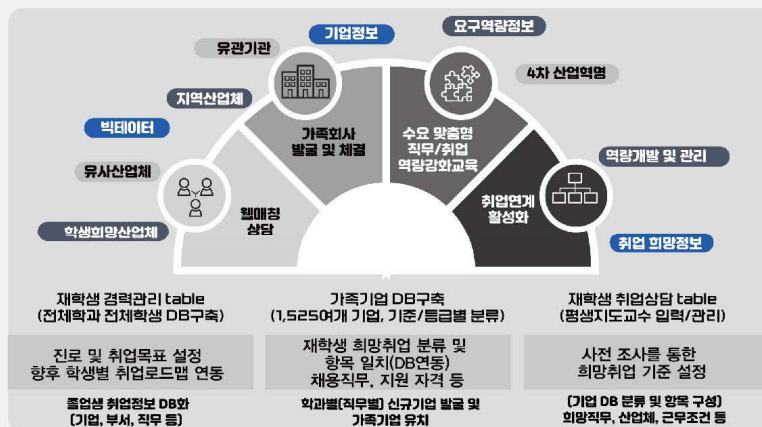 기업정보
요구역량정보
유관기관
4차 산업혁명
지역산업체
가족회사
발굴 및 체결
수요 맞춤형
직무/취업
역량강화교육
빅테이터
역량개발 및 관리
유사산업체
웰매칭
상담
취업연계
활성화
학생희망산업체
취업 희망정보
재학생 경력관리 table
(전체학과 전체학생 DB구축)
가족기업 DB구축
(1,525여개 기업, 기준/등급별 분류)
재학생 취업상담 table
(평생지도교수 입력/관리)
진로 및 취업목표 설정
향후 학생별 취업로드맵 연동
재학생 희망취업 분류 및
항목 일치(DB연동)
채용직무, 지원 자격 등
사전 조사를 통한
희망취업 기준 설정
졸업생 취업정보 DB화
(기업, 부서, 직무 등)
학과별(직무별) 신규기업 발굴 및
가족기업 유치
(기업 DB 분류 및 항목 구성)
희망직무, 산업체, 근무조건 등